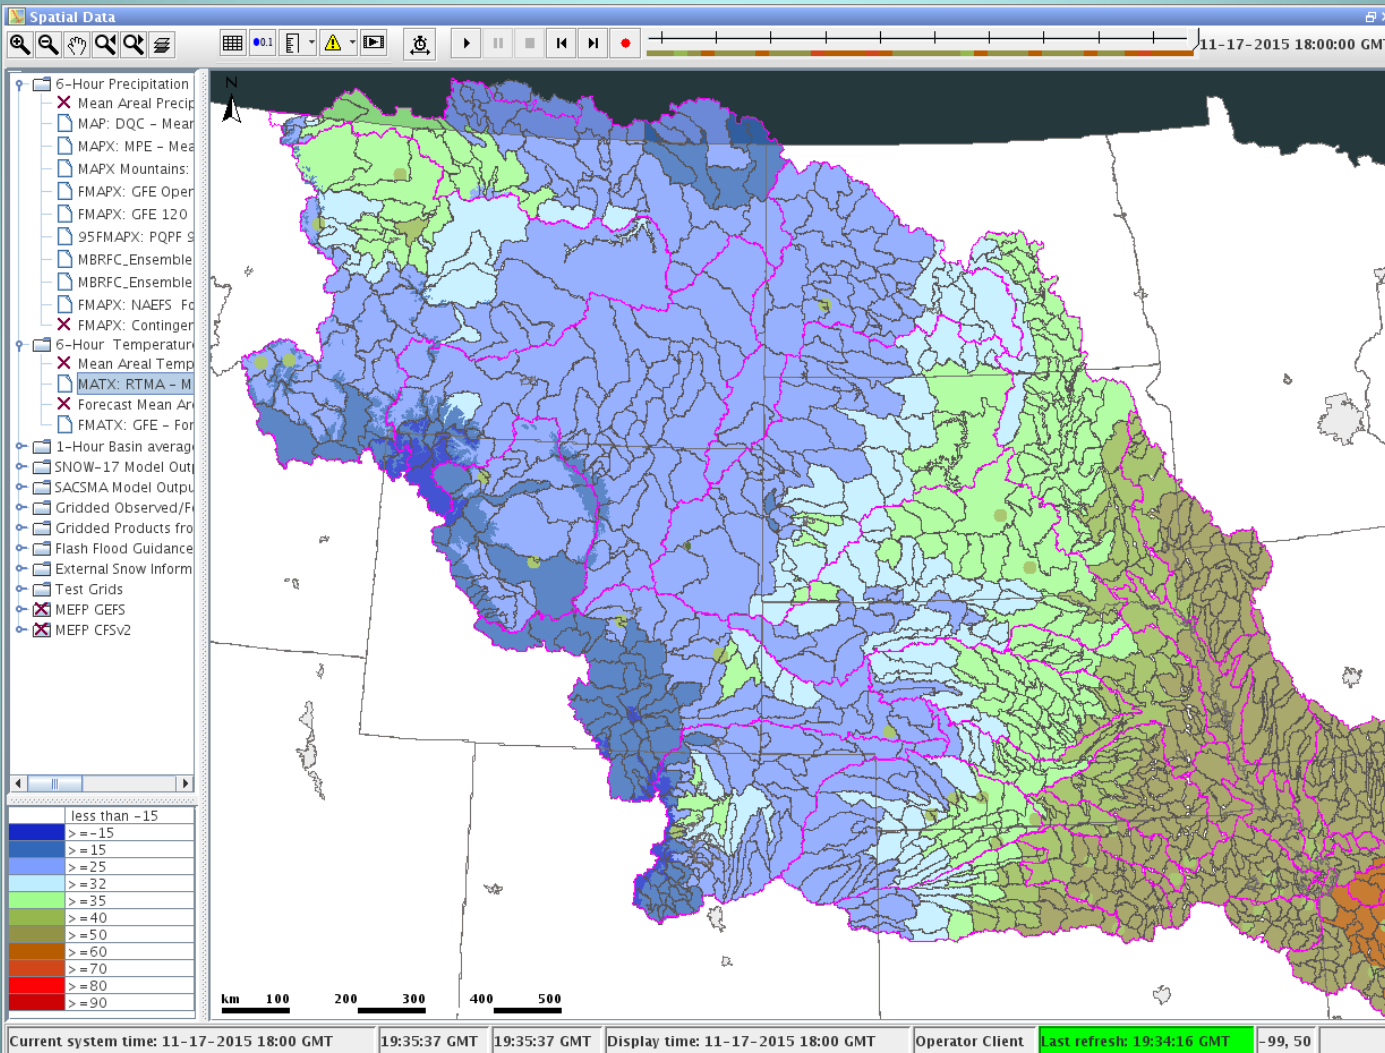 Spatial Data
0.1
11-17-2015 18:00:00 GMT
6-Hour Precipitation
Mean Areal Precip
MAP: DQC - Mear
MAPX: MPE - Mea
MAPX Mountains:
FMAPX: GFE Oper
FMAPX: GFE 120
95FMAPX: PQPF 9
MBRFC_Ensemble
MBRFC_Ensemble
FMAPX: NAEFS Fo
FMAPX: Continger
6-Hour Temperature
Mean Areal Temp
MATX: RTMA - M
Forecast Mean Are
FMATX: GFE - For
1-Hour Basin average
SNOW-17 Model Outp
SACSMA Model Outpu
Gridded Observed/Fo
Gridded Products fro
Flash Flood Guidance
External Snow Inform
Test Grids
MEFP GEFS
MEFP CFSv2
less than -15
>=-15
>=15
>=25
>=32
>=35
>=40
>=50
>=60
>=70
>=80
>=90
N
km 100 200 300 400 500
Current system time: 11-17-2015 18:00 GMT 19:35:37 GMT 19:35:37 GMT Display time: 11-17-2015 18:00 GMT Operator Client Last refresh: 19:34:16 GMT -99, 50